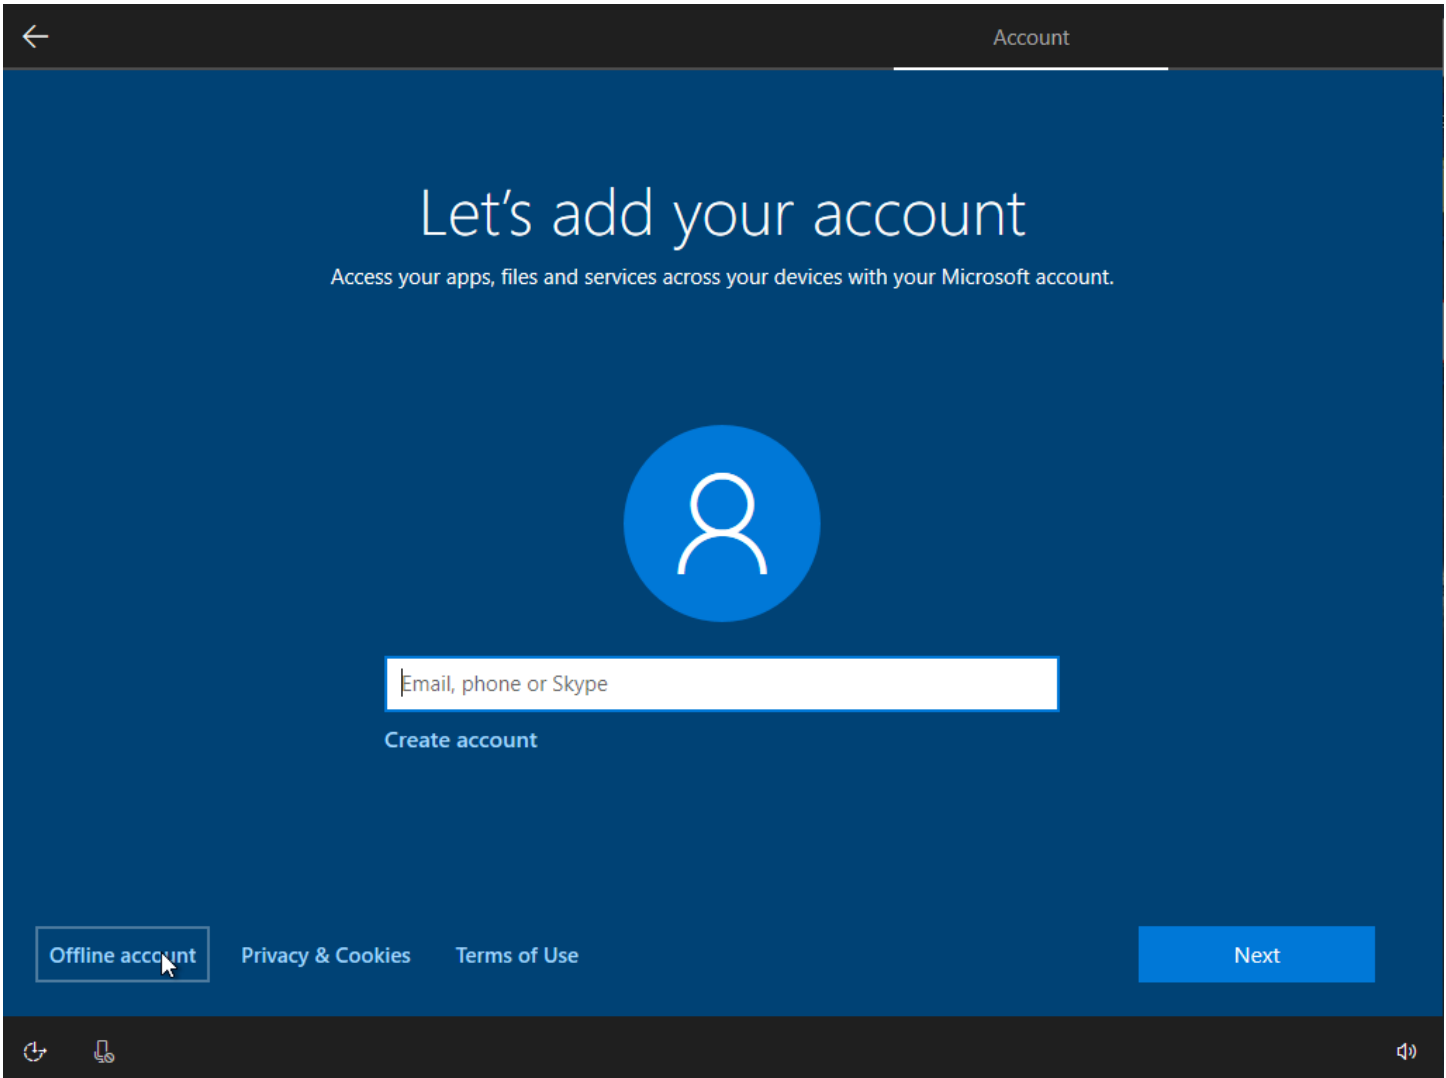 Account
Let's add your account
Access your apps, files and services across your devices with your Microsoft account.
Email, phone or Skype
Create account
Offline account
Privacy & Cookies
Terms of Use
Next